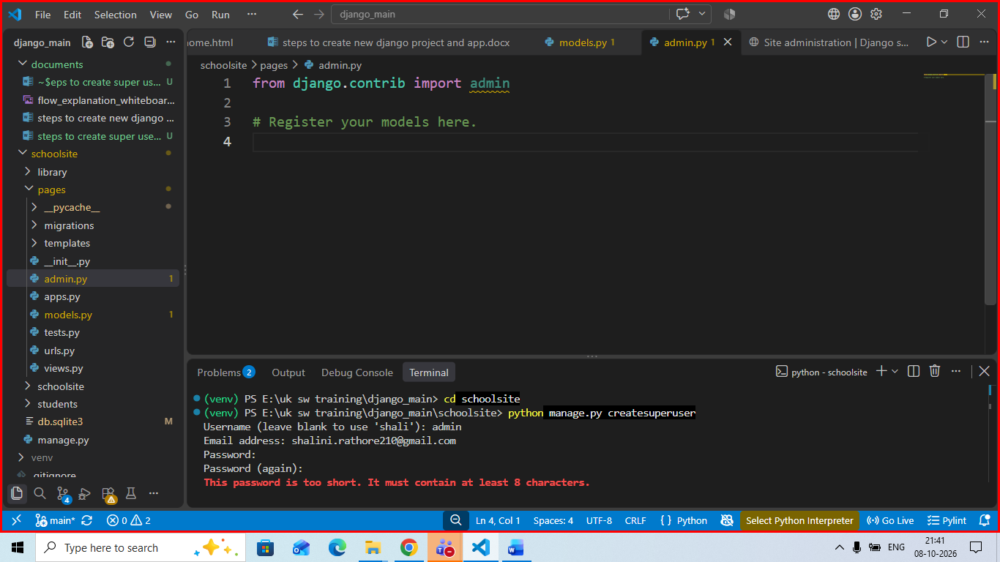 File Edit Selection View Go Run ··· django_main
django_main
ome.html steps to create new django project and app.docx models.py 1 admin.py 1 Site administration | Django s...
documents
~$eps to create super us... U
flow_explanation_whiteboar...
steps to create new django ...
steps to create super use... U
schoolsite
library
pages
__pycache__
migrations
templates
__init__.py
admin.py 1
apps.py
models.py 1
tests.py
urls.py
views.py
schoolsite
students
db.sqlite3 M
manage.py
venv
.gitignore
schoolsite > pages > admin.py
1 from django.contrib import admin
2
3 # Register your models here.
4
Problems 2 Output Debug Console Terminal python - schoolsite
(venv) PS E:\uk sw training\django_main> cd schoolsite
(venv) PS E:\uk sw training\django_main\schoolsite> python manage.py createsuperuser
Username (leave blank to use 'shali'): admin
Email address: shalini.rathore210@gmail.com
Password:
Password (again):
This password is too short. It must contain at least 8 characters.
4
main* 0 2 Ln 4, Col 1 Spaces: 4 UTF-8 CRLF { } Python Select Python Interpreter Go Live Pylint
Type here to search ENG 21:41
08-10-2026